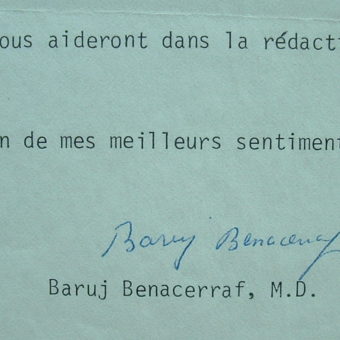 ous aideront dans la rédacti
n de mes meilleurs sentiment
Baruj Benacerraf
Baruj Benacerraf, M.D.